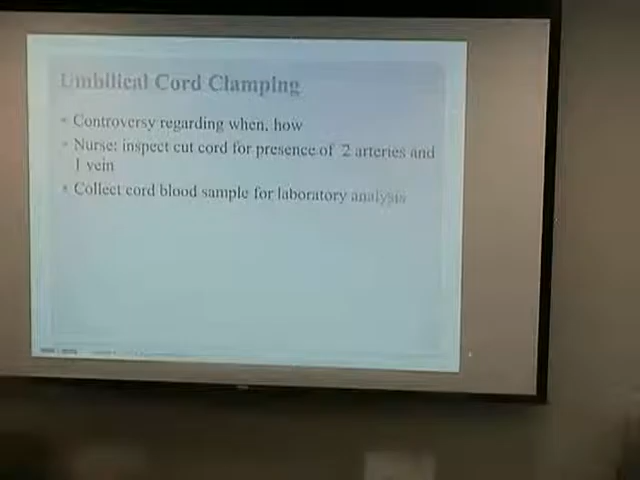 Umbilical Cord Clamping
• Controversy regarding when, how
• Nurse: inspect cut cord for presence of 2 arteries and
1 vein
• Collect cord blood sample for laboratory analysis